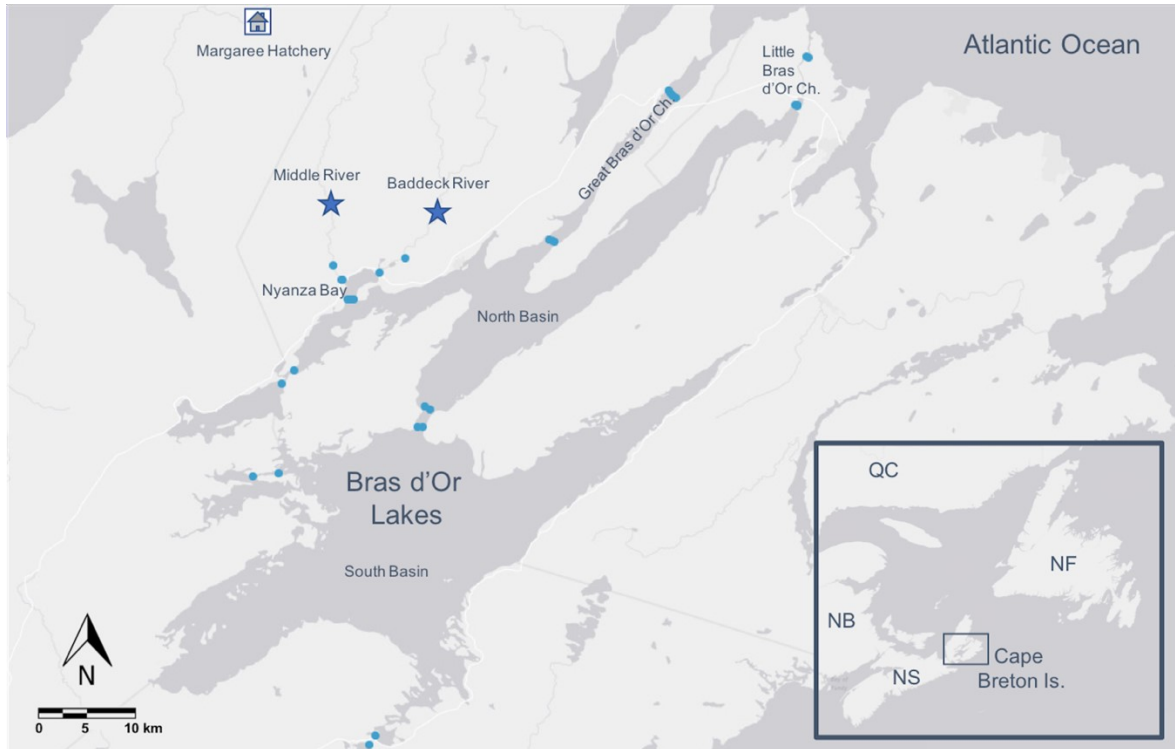 Margaree Hatchery
Atlantic Ocean
Little
Bras
d'Or Ch.
Great Bras d'Or Ch.
Middle River
Baddeck River
Nyanza Bay
North Basin
Bras d'Or
Lakes
South Basin
N
0 5 10 km
QC
NF
NB
NS
Cape
Breton Is.